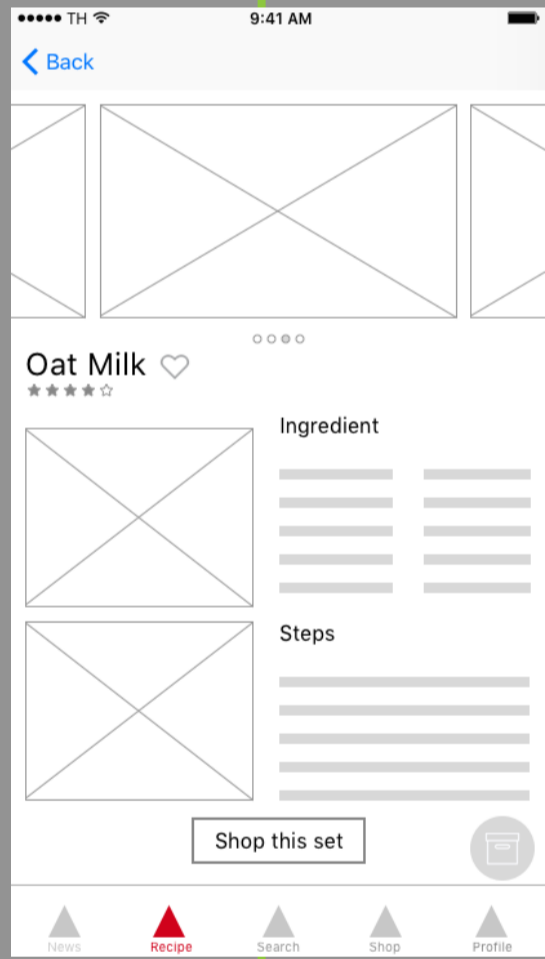 TH 9:41 AM
Back
Oat Milk
Ingredient
Steps
Shop this set
News Recipe Search Shop Profile